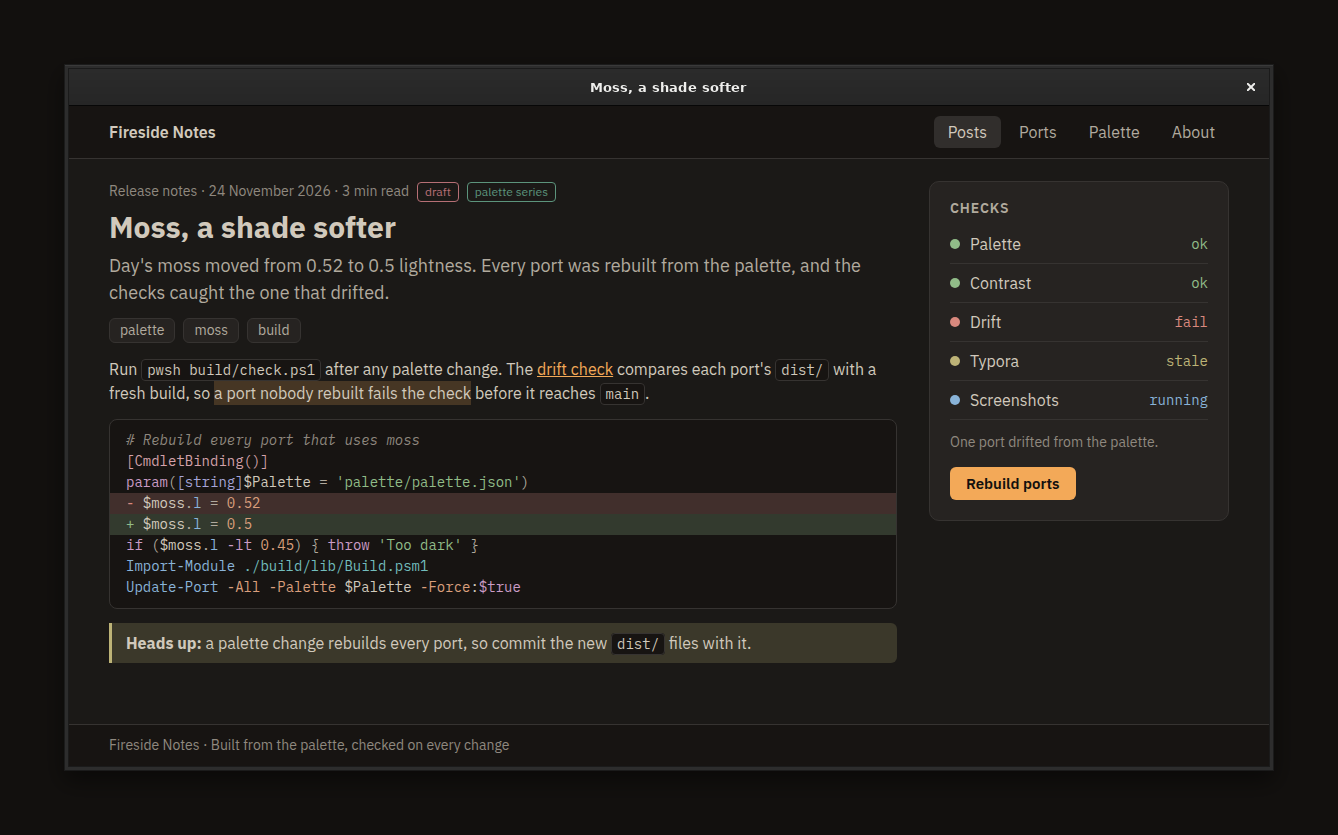 Moss, a shade softer ×
Fireside Notes
Posts Ports Palette About
Release notes · 24 November 2026 · 3 min read draft palette series
Moss, a shade softer
Day's moss moved from 0.52 to 0.5 lightness. Every port was rebuilt from the palette, and the
checks caught the one that drifted.
palette moss build
Run pwsh build/check.ps1 after any palette change. The drift check compares each port's dist/ with a
fresh build, so a port nobody rebuilt fails the check before it reaches main.
# Rebuild every port that uses moss
[CmdletBinding()]
param([string]$Palette = 'palette/palette.json')
- $moss.l = 0.52
+ $moss.l = 0.5
if ($moss.l -lt 0.45) { throw 'Too dark' }
Import-Module ./build/lib/Build.psm1
Update-Port -All -Palette $Palette -Force:$true
Heads up: a palette change rebuilds every port, so commit the new dist/ files with it.
CHECKS
Palette ok
Contrast ok
Drift fail
Typora stale
Screenshots running
One port drifted from the palette.
Rebuild ports
Fireside Notes · Built from the palette, checked on every change